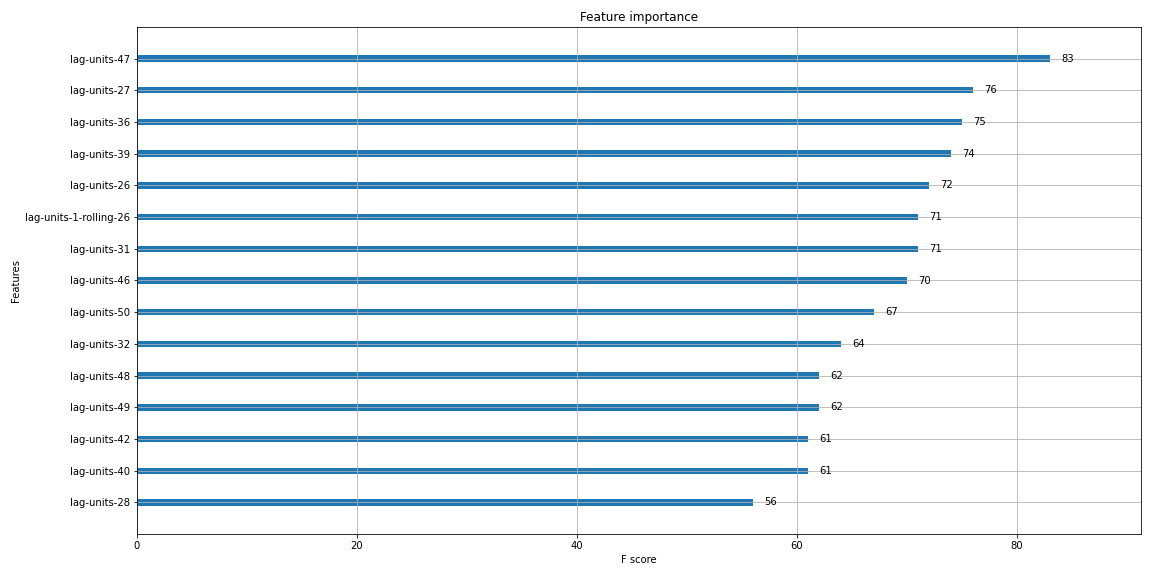 Feature importance
lag-units-47 83
lag-units-27 76
lag-units-36 75
lag-units-39 74
lag-units-26 72
lag-units-1-rolling-26 71
lag-units-31 71
lag-units-46 70
lag-units-50 67
lag-units-32 64
lag-units-48 62
lag-units-49 62
lag-units-42 61
lag-units-40 61
lag-units-28 56
Features
0 20 40 60 80
F score